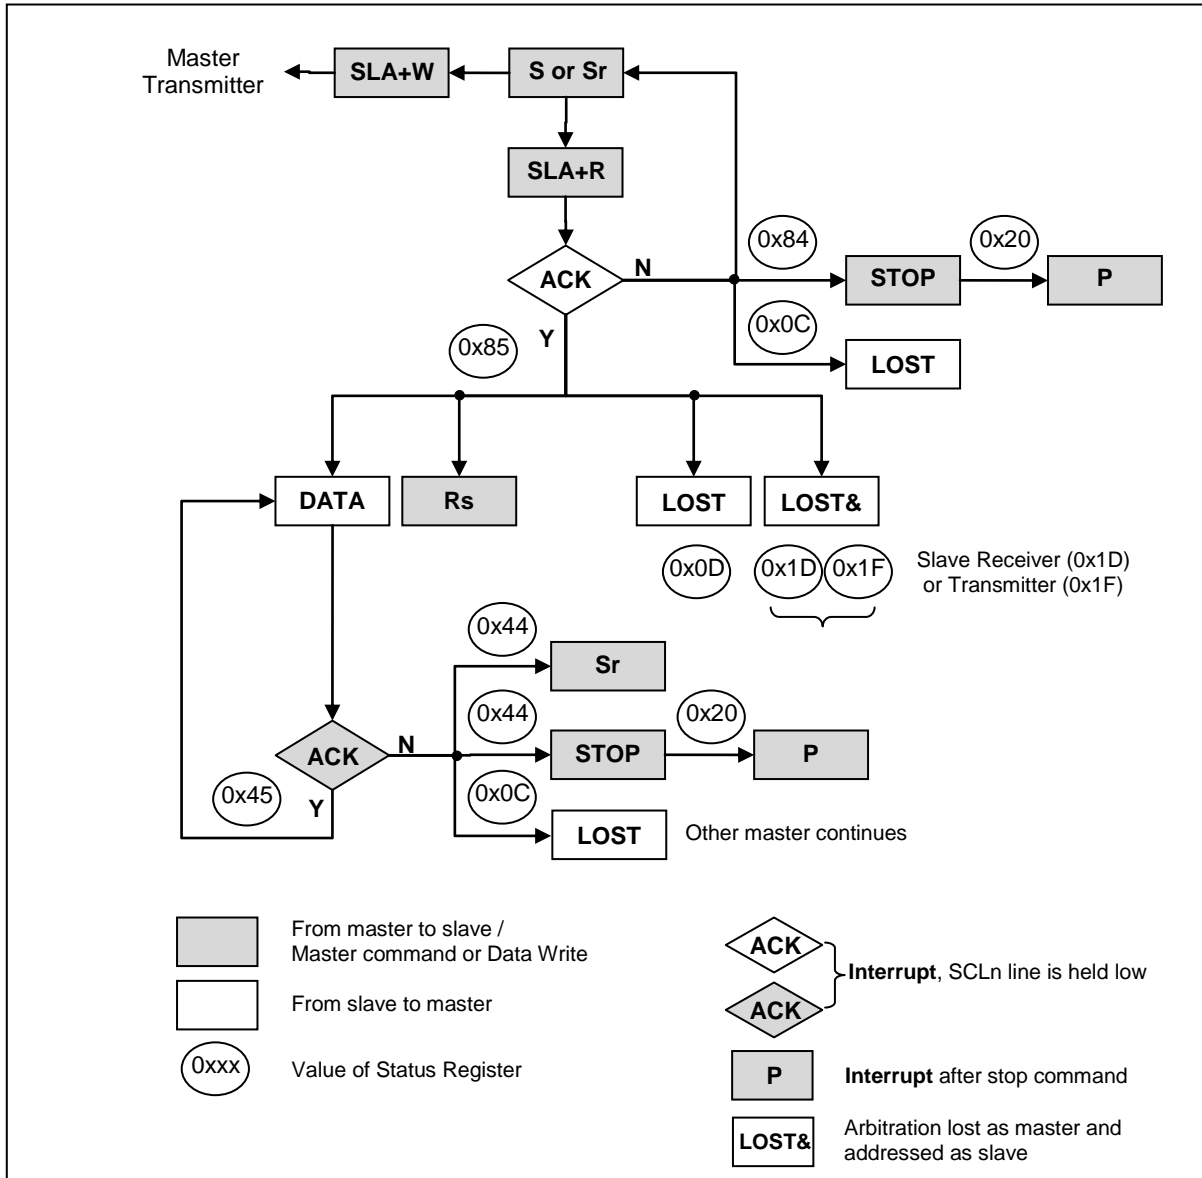 Master
Transmitter
SLA+W
S or Sr
SLA+R
ACK
N
0x84
STOP
0x20
P
0x0C
LOST
Y
0x85
DATA
Rs
LOST
LOST&
0x0D
0x1D
0x1F
Slave Receiver (0x1D)
or Transmitter (0x1F)
0x44
Sr
ACK
N
0x44
STOP
0x20
P
0x45
Y
0x0C
LOST
Other master continues
From master to slave /
Master command or Data Write
From slave to master
0xxx
Value of Status Register
ACK
Interrupt, SCLn line is held low
ACK
P
Interrupt after stop command
LOST&
Arbitration lost as master and
addressed as slave